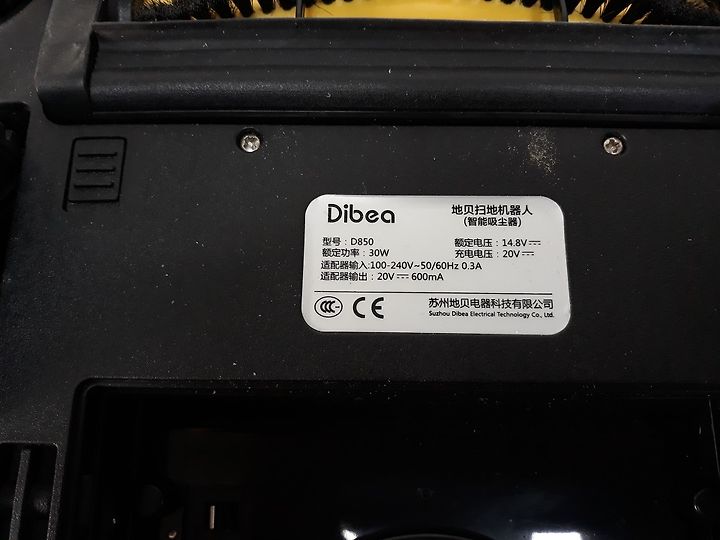 Dibea 地贝扫地机器人
(智能吸尘器)
型号：D850 额定电压：14.8V⎓
额定功率：30W 充电电压：20V⎓
适配器输入:100-240V~50/60Hz 0.3A
适配器输出：20V⎓ 600mA
CCC CE 苏州地贝电器科技有限公司
Suzhou Dibea Electrical Technology Co., Ltd.